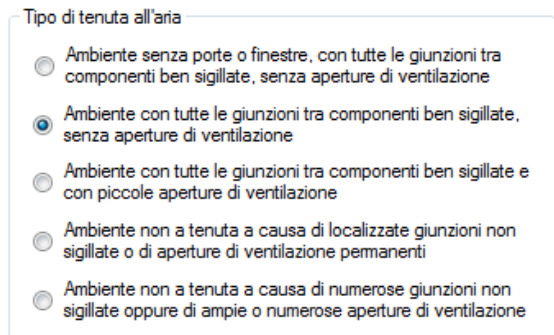 Tipo di tenuta all'aria
Ambiente senza porte o finestre, con tutte le giunzioni tra
componenti ben sigillate, senza aperture di ventilazione
Ambiente con tutte le giunzioni tra componenti ben sigillate,
senza aperture di ventilazione
Ambiente con tutte le giunzioni tra componenti ben sigillate e
con piccole aperture di ventilazione
Ambiente non a tenuta a causa di localizzate giunzioni non
sigillate o di aperture di ventilazione permanenti
Ambiente non a tenuta a causa di numerose giunzioni non
sigillate oppure di ampie o numerose aperture di ventilazione